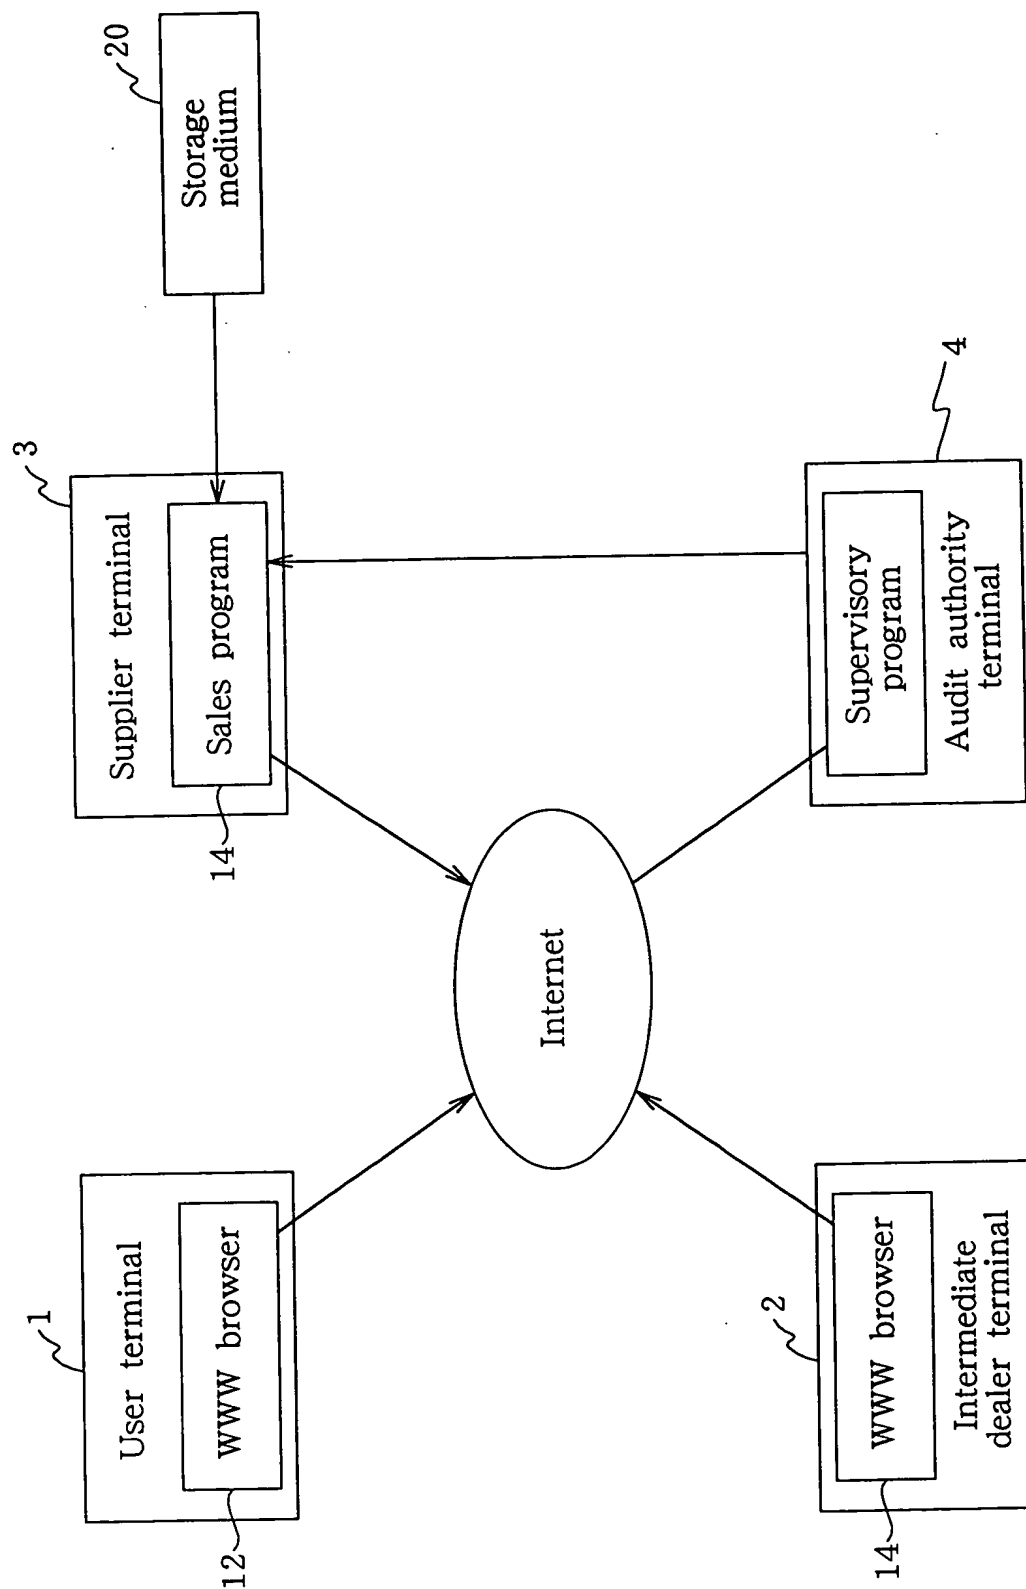 1
User terminal
WWW browser
12
3
Supplier terminal
Sales program
14
20
Storage
medium
Internet
2
WWW browser
Intermediate
dealer terminal
14
4
Supervisory
program
Audit authority
terminal